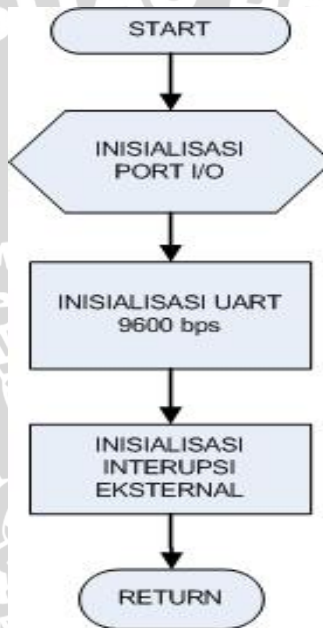 START
INISIALISASI
PORT I/O
INISIALISASI UART
9600 bps
INISIALISASI
INTERUPSI
EKSTERNAL
RETURN